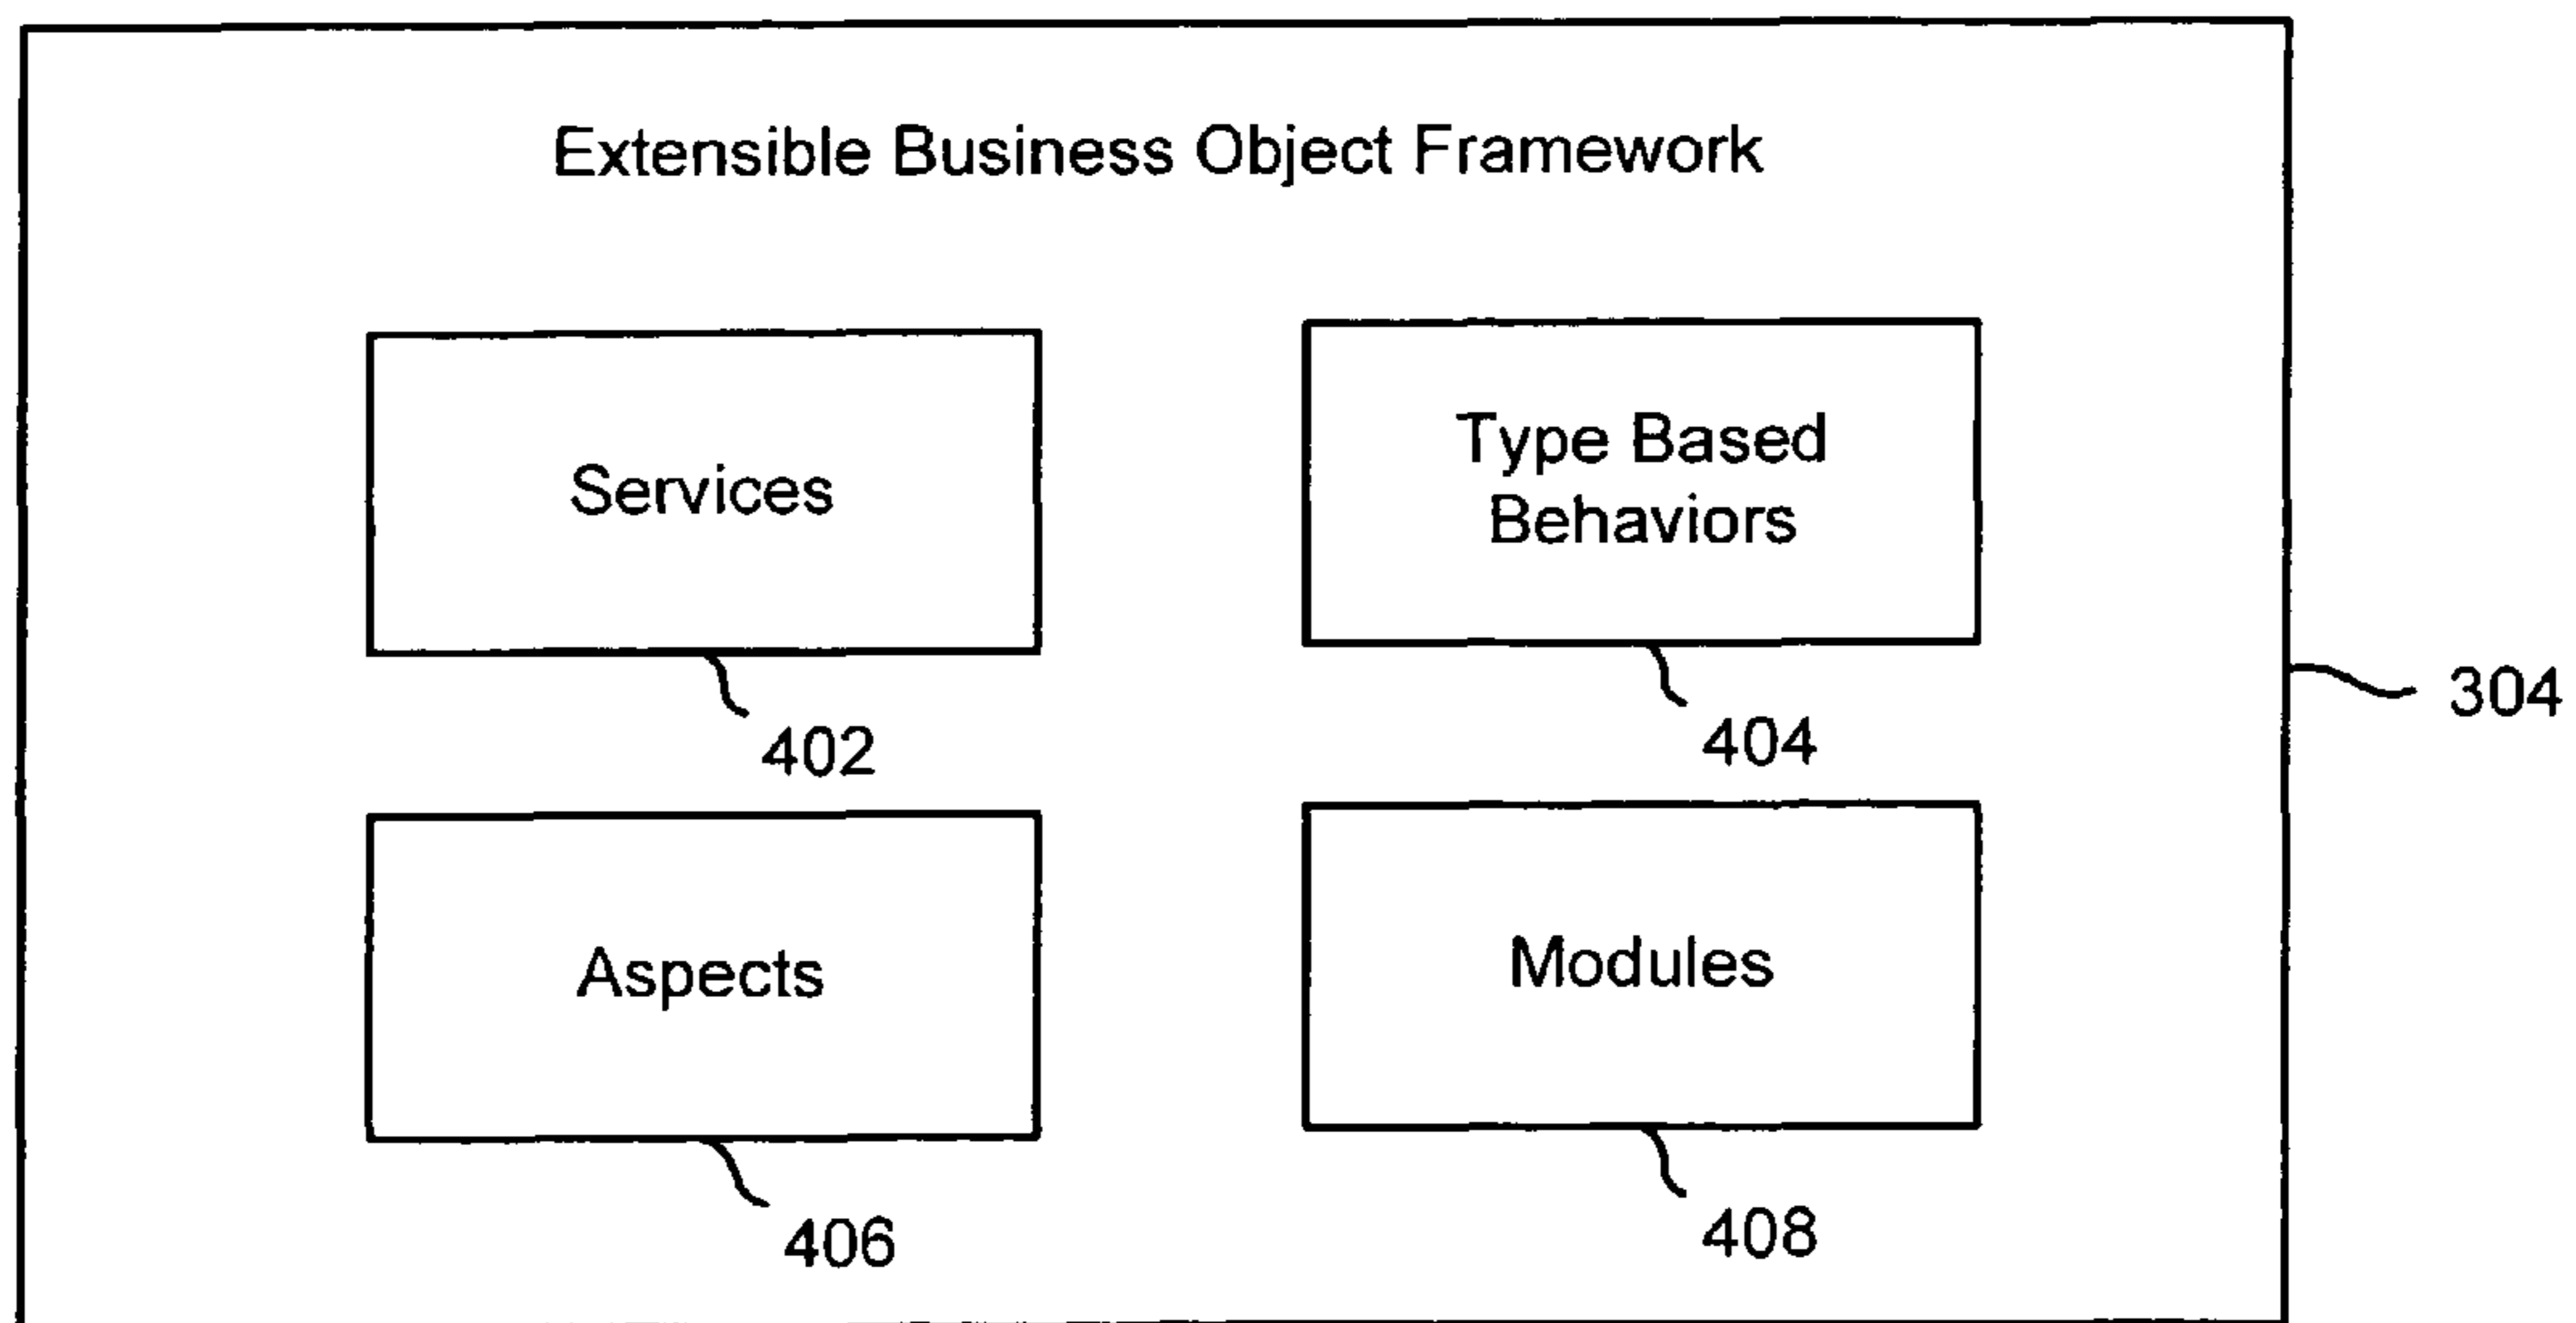 Extensible Business Object Framework
Services
Type Based
Behaviors
304
402
404
Aspects
Modules
406
408